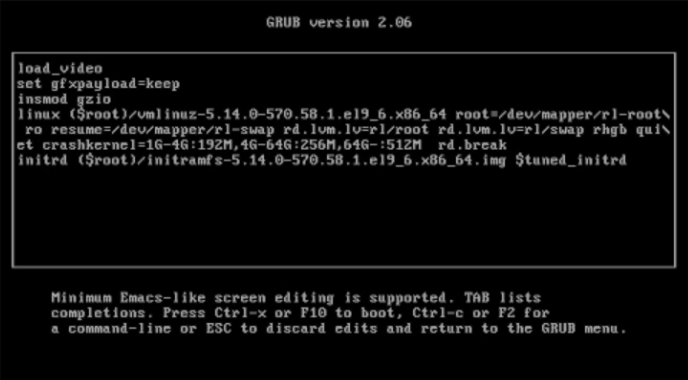 GRUB version 2.06
load_video
set gfxpayload=keep
insmod gzio
linux ($root)/vmlinuz-5.14.0-570.58.1.el9_6.x86_64 root=/dev/mapper/rl-root\
 ro resume=/dev/mapper/rl-swap rd.lvm.lv=rl/root rd.lvm.lv=rl/swap rhgb qui\
et crashkernel=1G-4G:192M,4G-64G:256M,64G-:512M  rd.break
initrd ($root)/initramfs-5.14.0-570.58.1.el9_6.x86_64.img $tuned_initrd
Minimum Emacs-like screen editing is supported. TAB lists
completions. Press Ctrl-x or F10 to boot, Ctrl-c or F2 for
a command-line or ESC to discard edits and return to the GRUB menu.